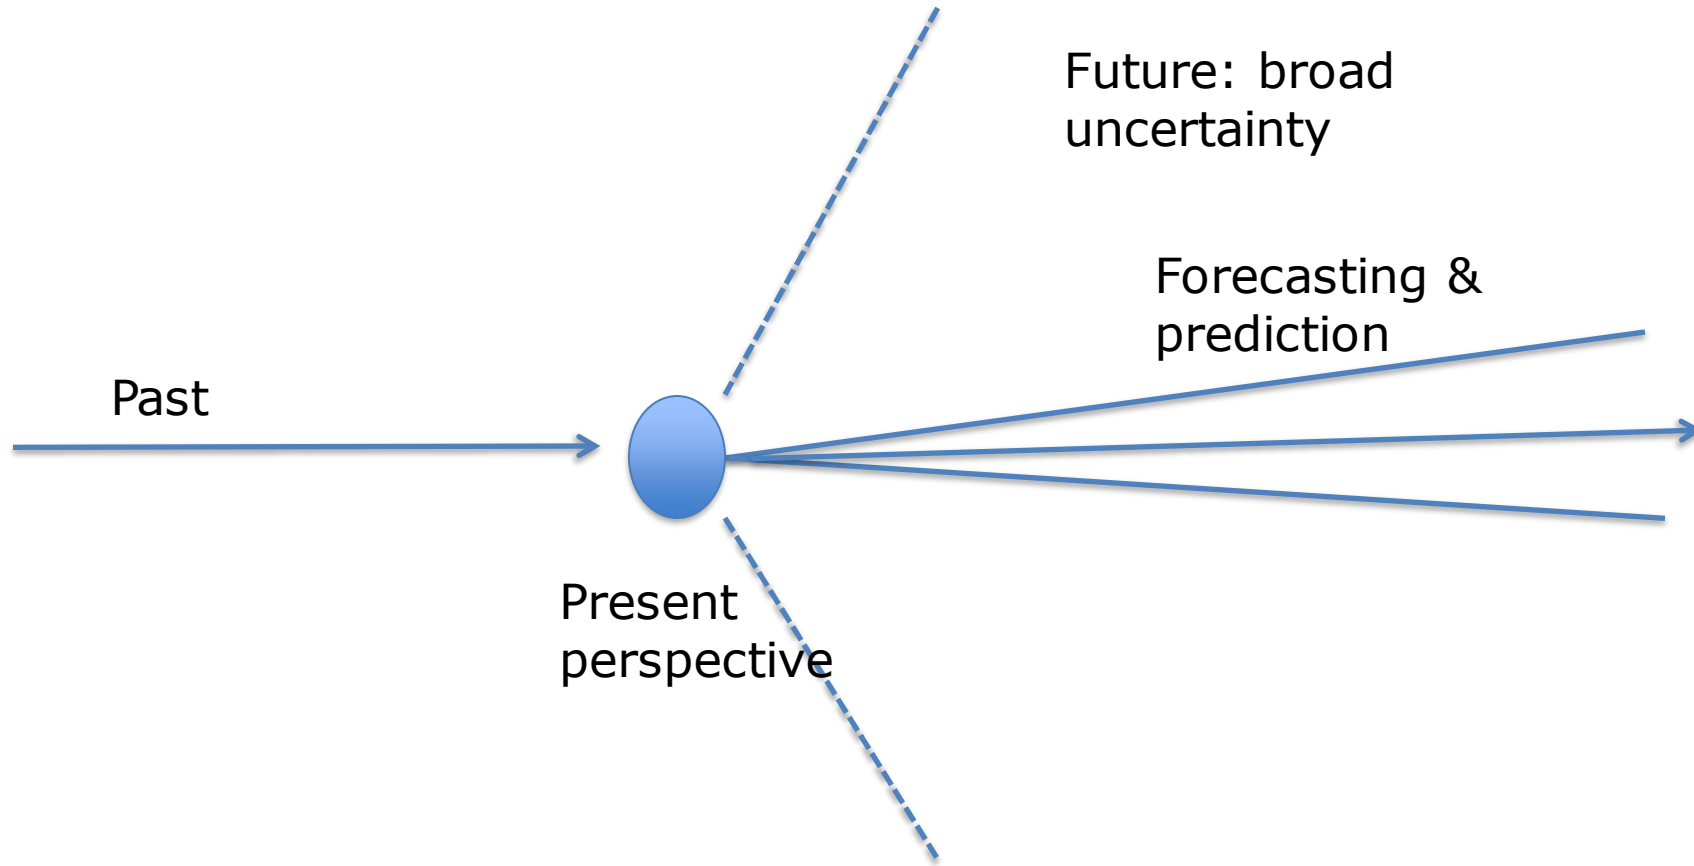 Future: broad
uncertainty
Forecasting &
prediction
Past
Present
perspective